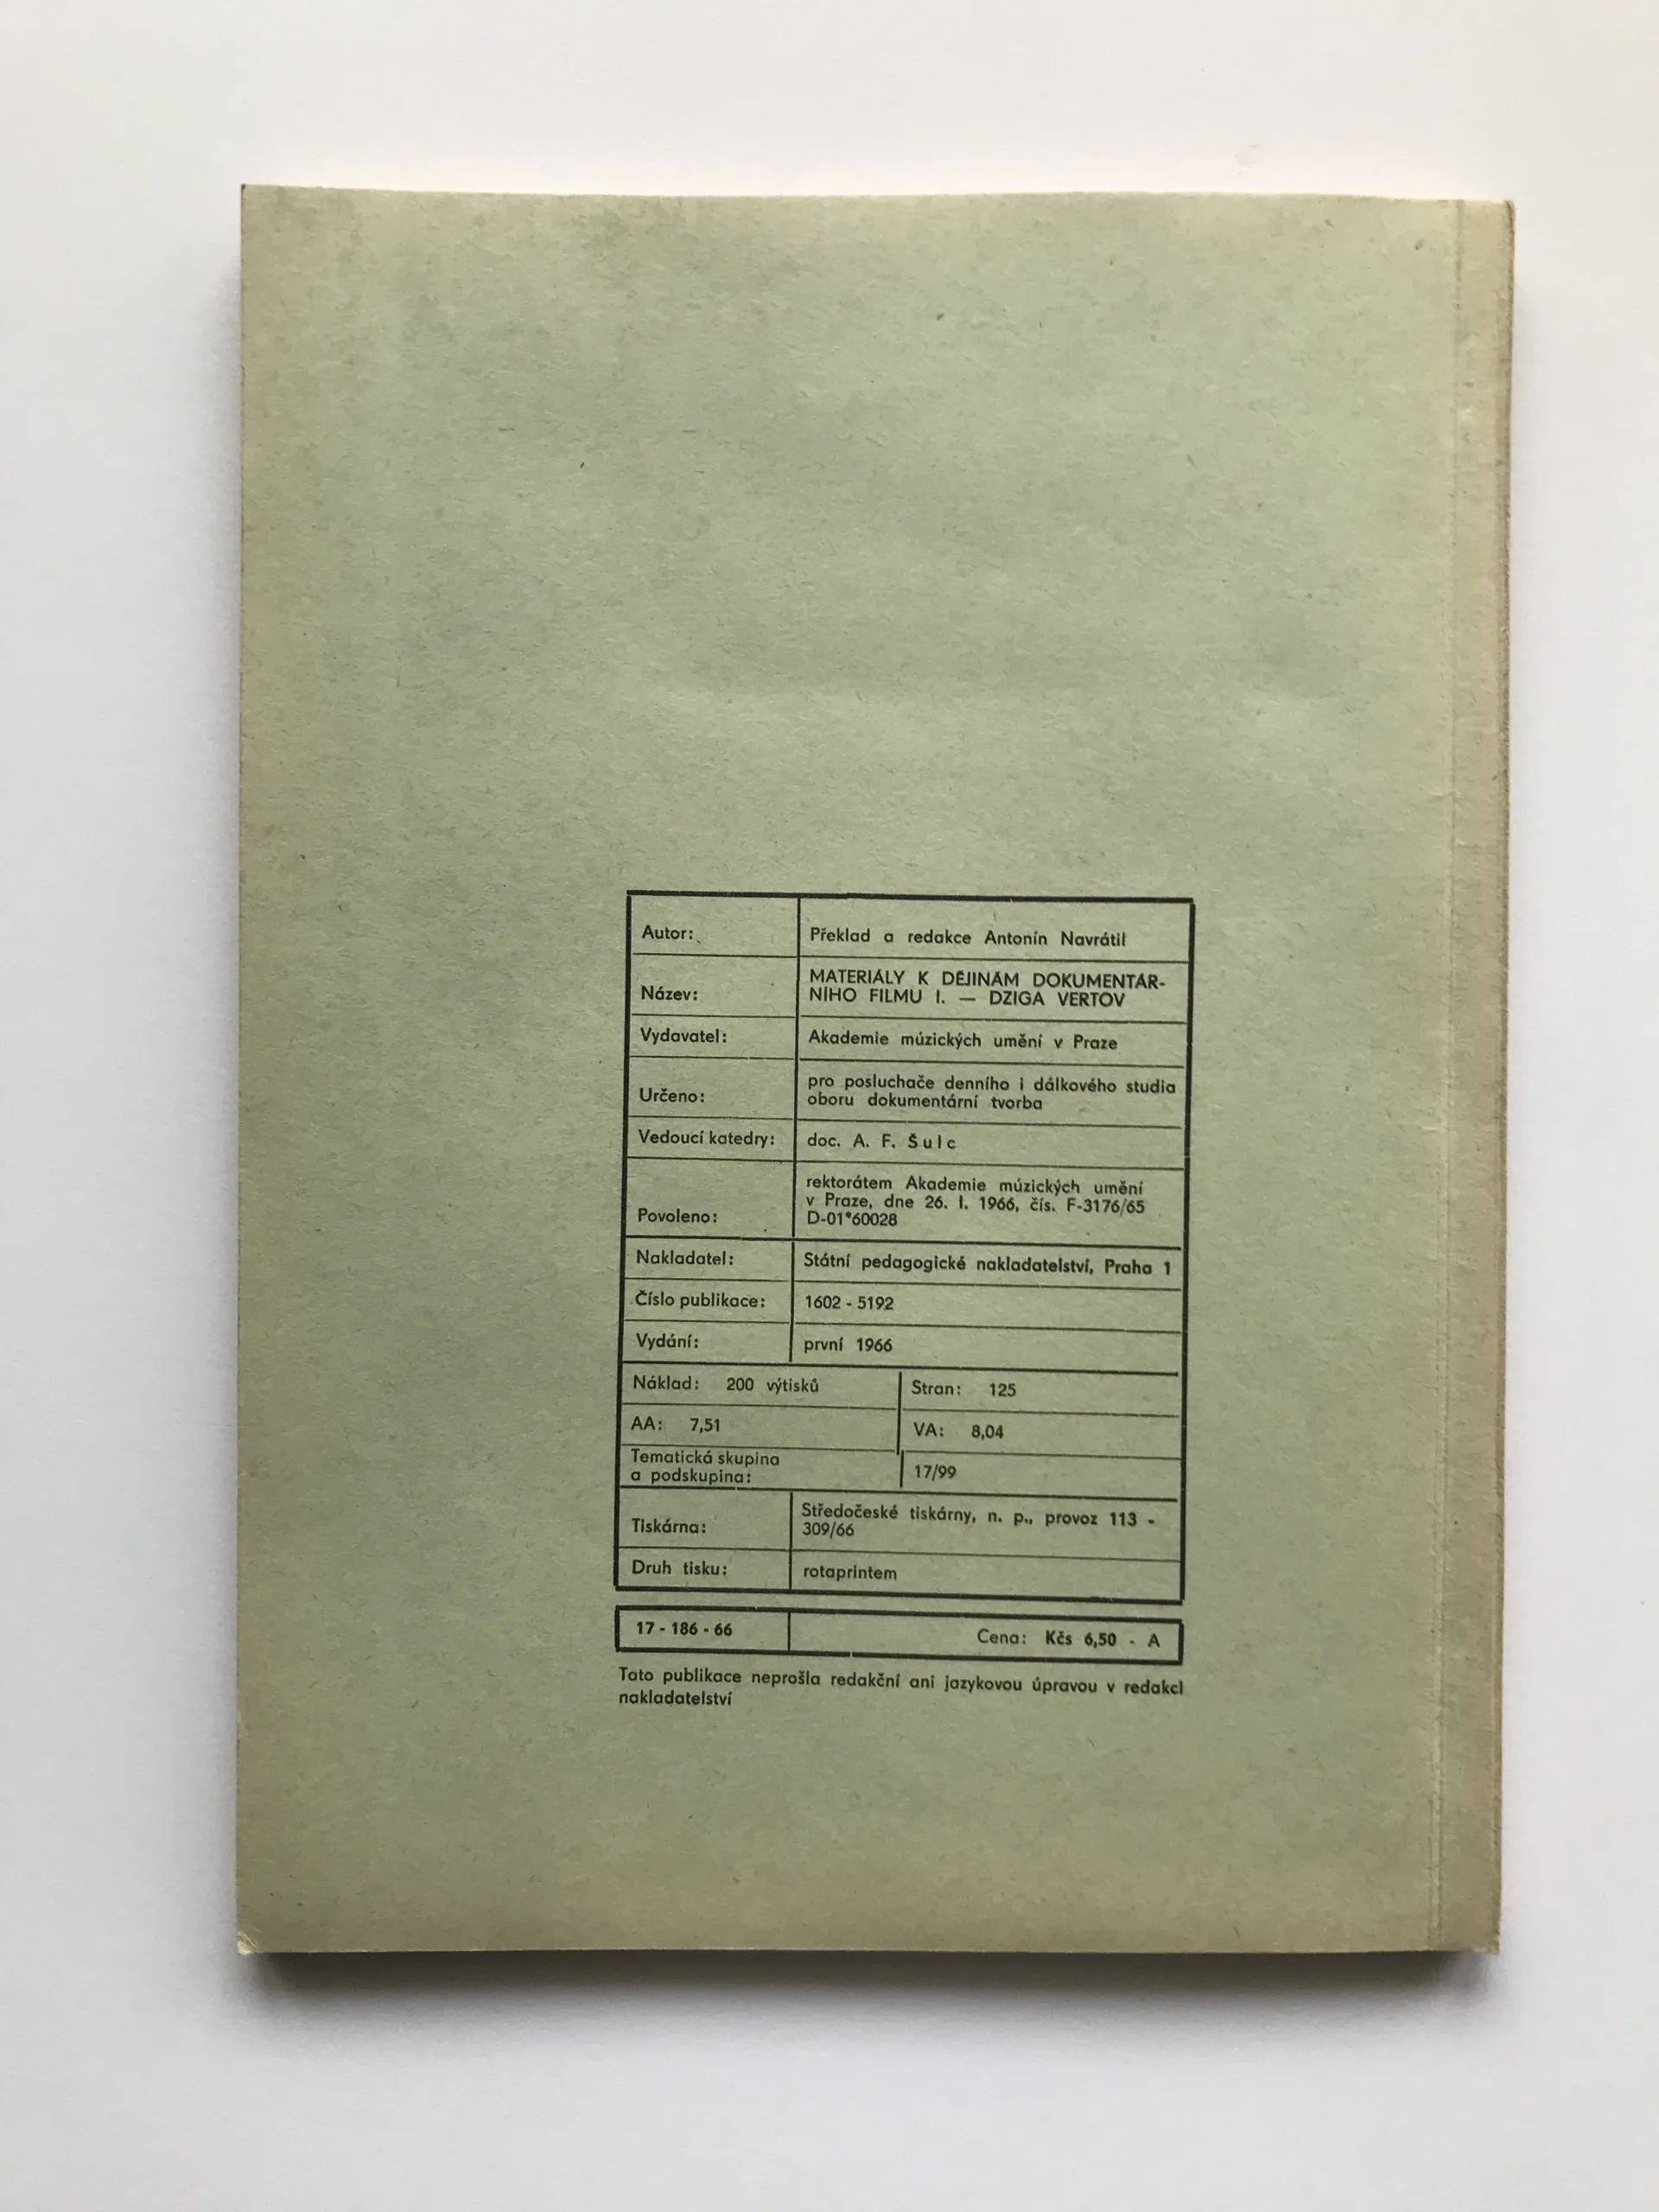 Autor: Překlad a redakce Antonín Navrátil
MATERIÁLY K DĚJINÁM DOKUMENTÁR-
Název: NÍHO FILMU I. — DZIGA VERTOV
Vydavatel: Akademie múzických umění v Praze
pro posluchače denního i dálkového studia
Určeno: oboru dokumentární tvorba
Vedoucí katedry: doc. A. F. Šulc
rektorátem Akademie múzických umění
v Praze, dne 26. I. 1966, čís. F-3176/65
Povoleno: D-01*60028
Nakladatel: Státní pedagogické nakladatelství, Praha 1
Číslo publikace: 1602 - 5192
Vydání: první 1966
Náklad: 200 výtisků Stran: 125
AA: 7,51 VA: 8,04
Tematická skupina
a podskupina: 17/99
Středočeské tiskárny, n. p., provoz 113 -
Tiskárna: 309/66
Druh tisku: rotaprintem
17 - 186 - 66 Cena: Kčs 6,50 - A
Tato publikace neprošla redakční ani jazykovou úpravou v redakci
nakladatelství